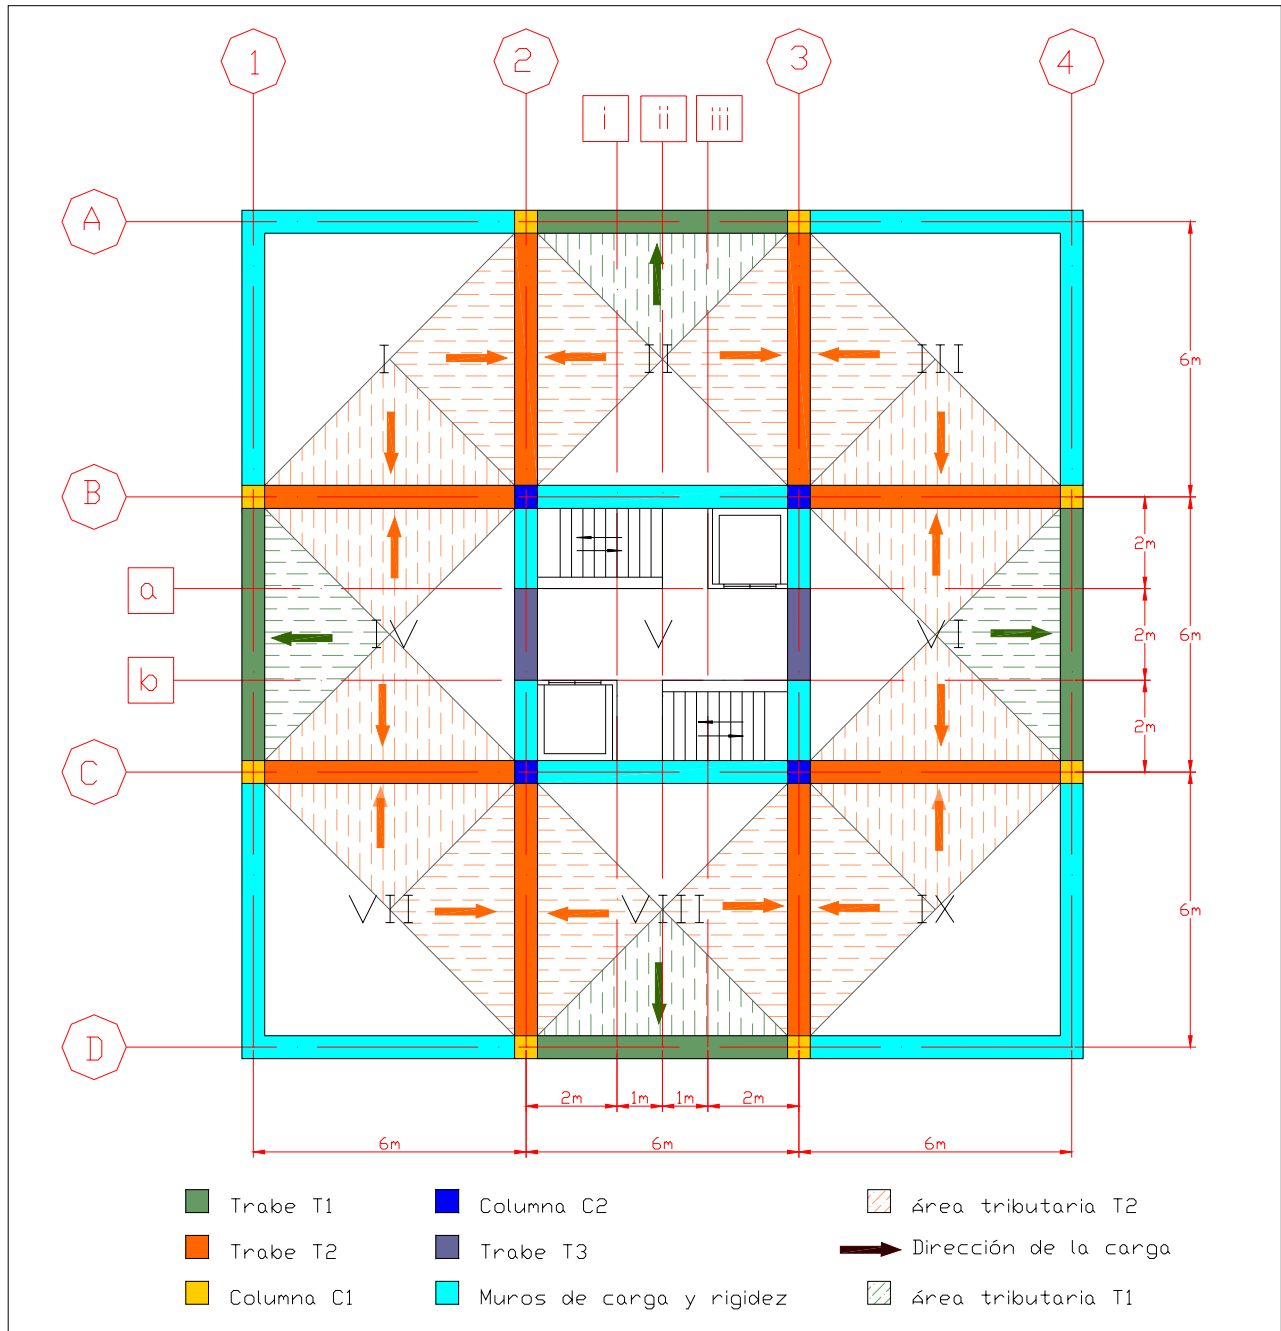 1 2 3 4
i ii iii
A
I II III
6m
B
2m
a
IV V VI
2m 6m
b
2m
C
VII VIII IX
6m
D
2m 1m 1m 2m
6m 6m 6m
Trabe T1 Columna C2 área tributaria T2
Trabe T2 Trabe T3 Dirección de la carga
Columna C1 Muros de carga y rigidez área tributaria T1